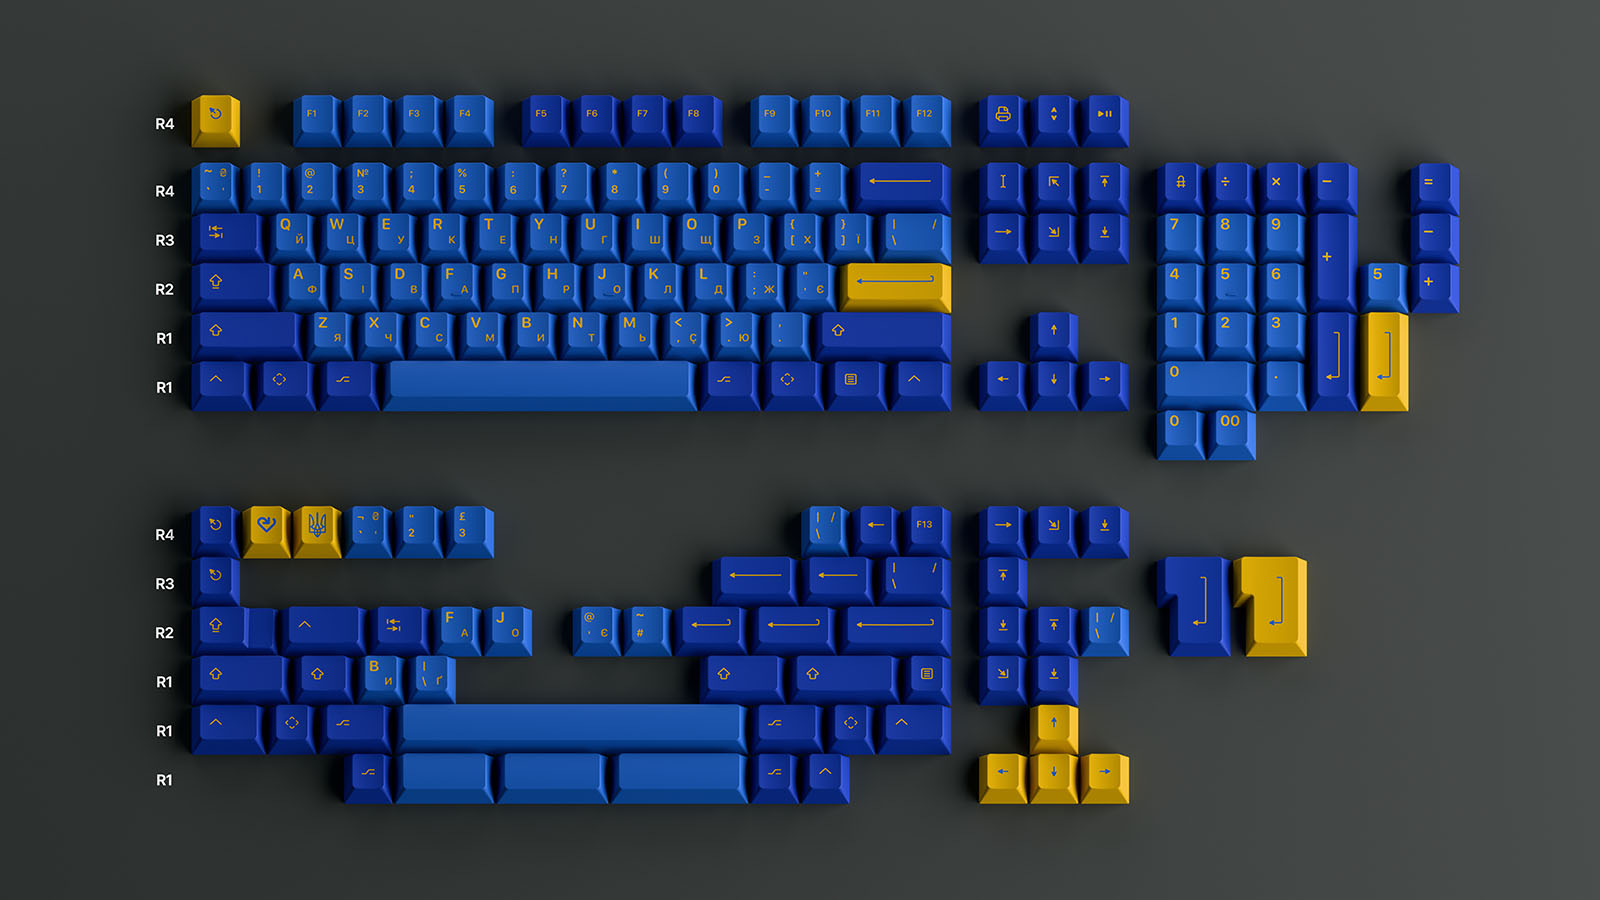 R4 F1 F2 F3 F4 F5 F6 F7 F8 F9 F10 F11 F12
R4 ~ ₴ ! 1 @ 2 № 3 ; 4 % 5 : 6 ? 7 * 8 ( 9 ) 0 _ - + = ÷ × − =
R3 Q Й W Ц E У R К T Е Y Н U Г I Ш O Щ P З { [ Х } ] Ї | / \ 7 8 9 + −
R2 A Ф S І D В F А G П H Р J О K Л L Д : ; Ж " ' Є 4 5 6 5 +
R1 Z Я X Ч C С V М B И N Т M Ь < , Ç > . Ю , . 1 2 3
R1 0 .
0 00
R4 ¬ ₴ " 2 £ 3 | / \ F13
R3 | / \
R2 F А J О @ ' Є ~ # | / \
R1 B И | \ Ґ
R1
R1